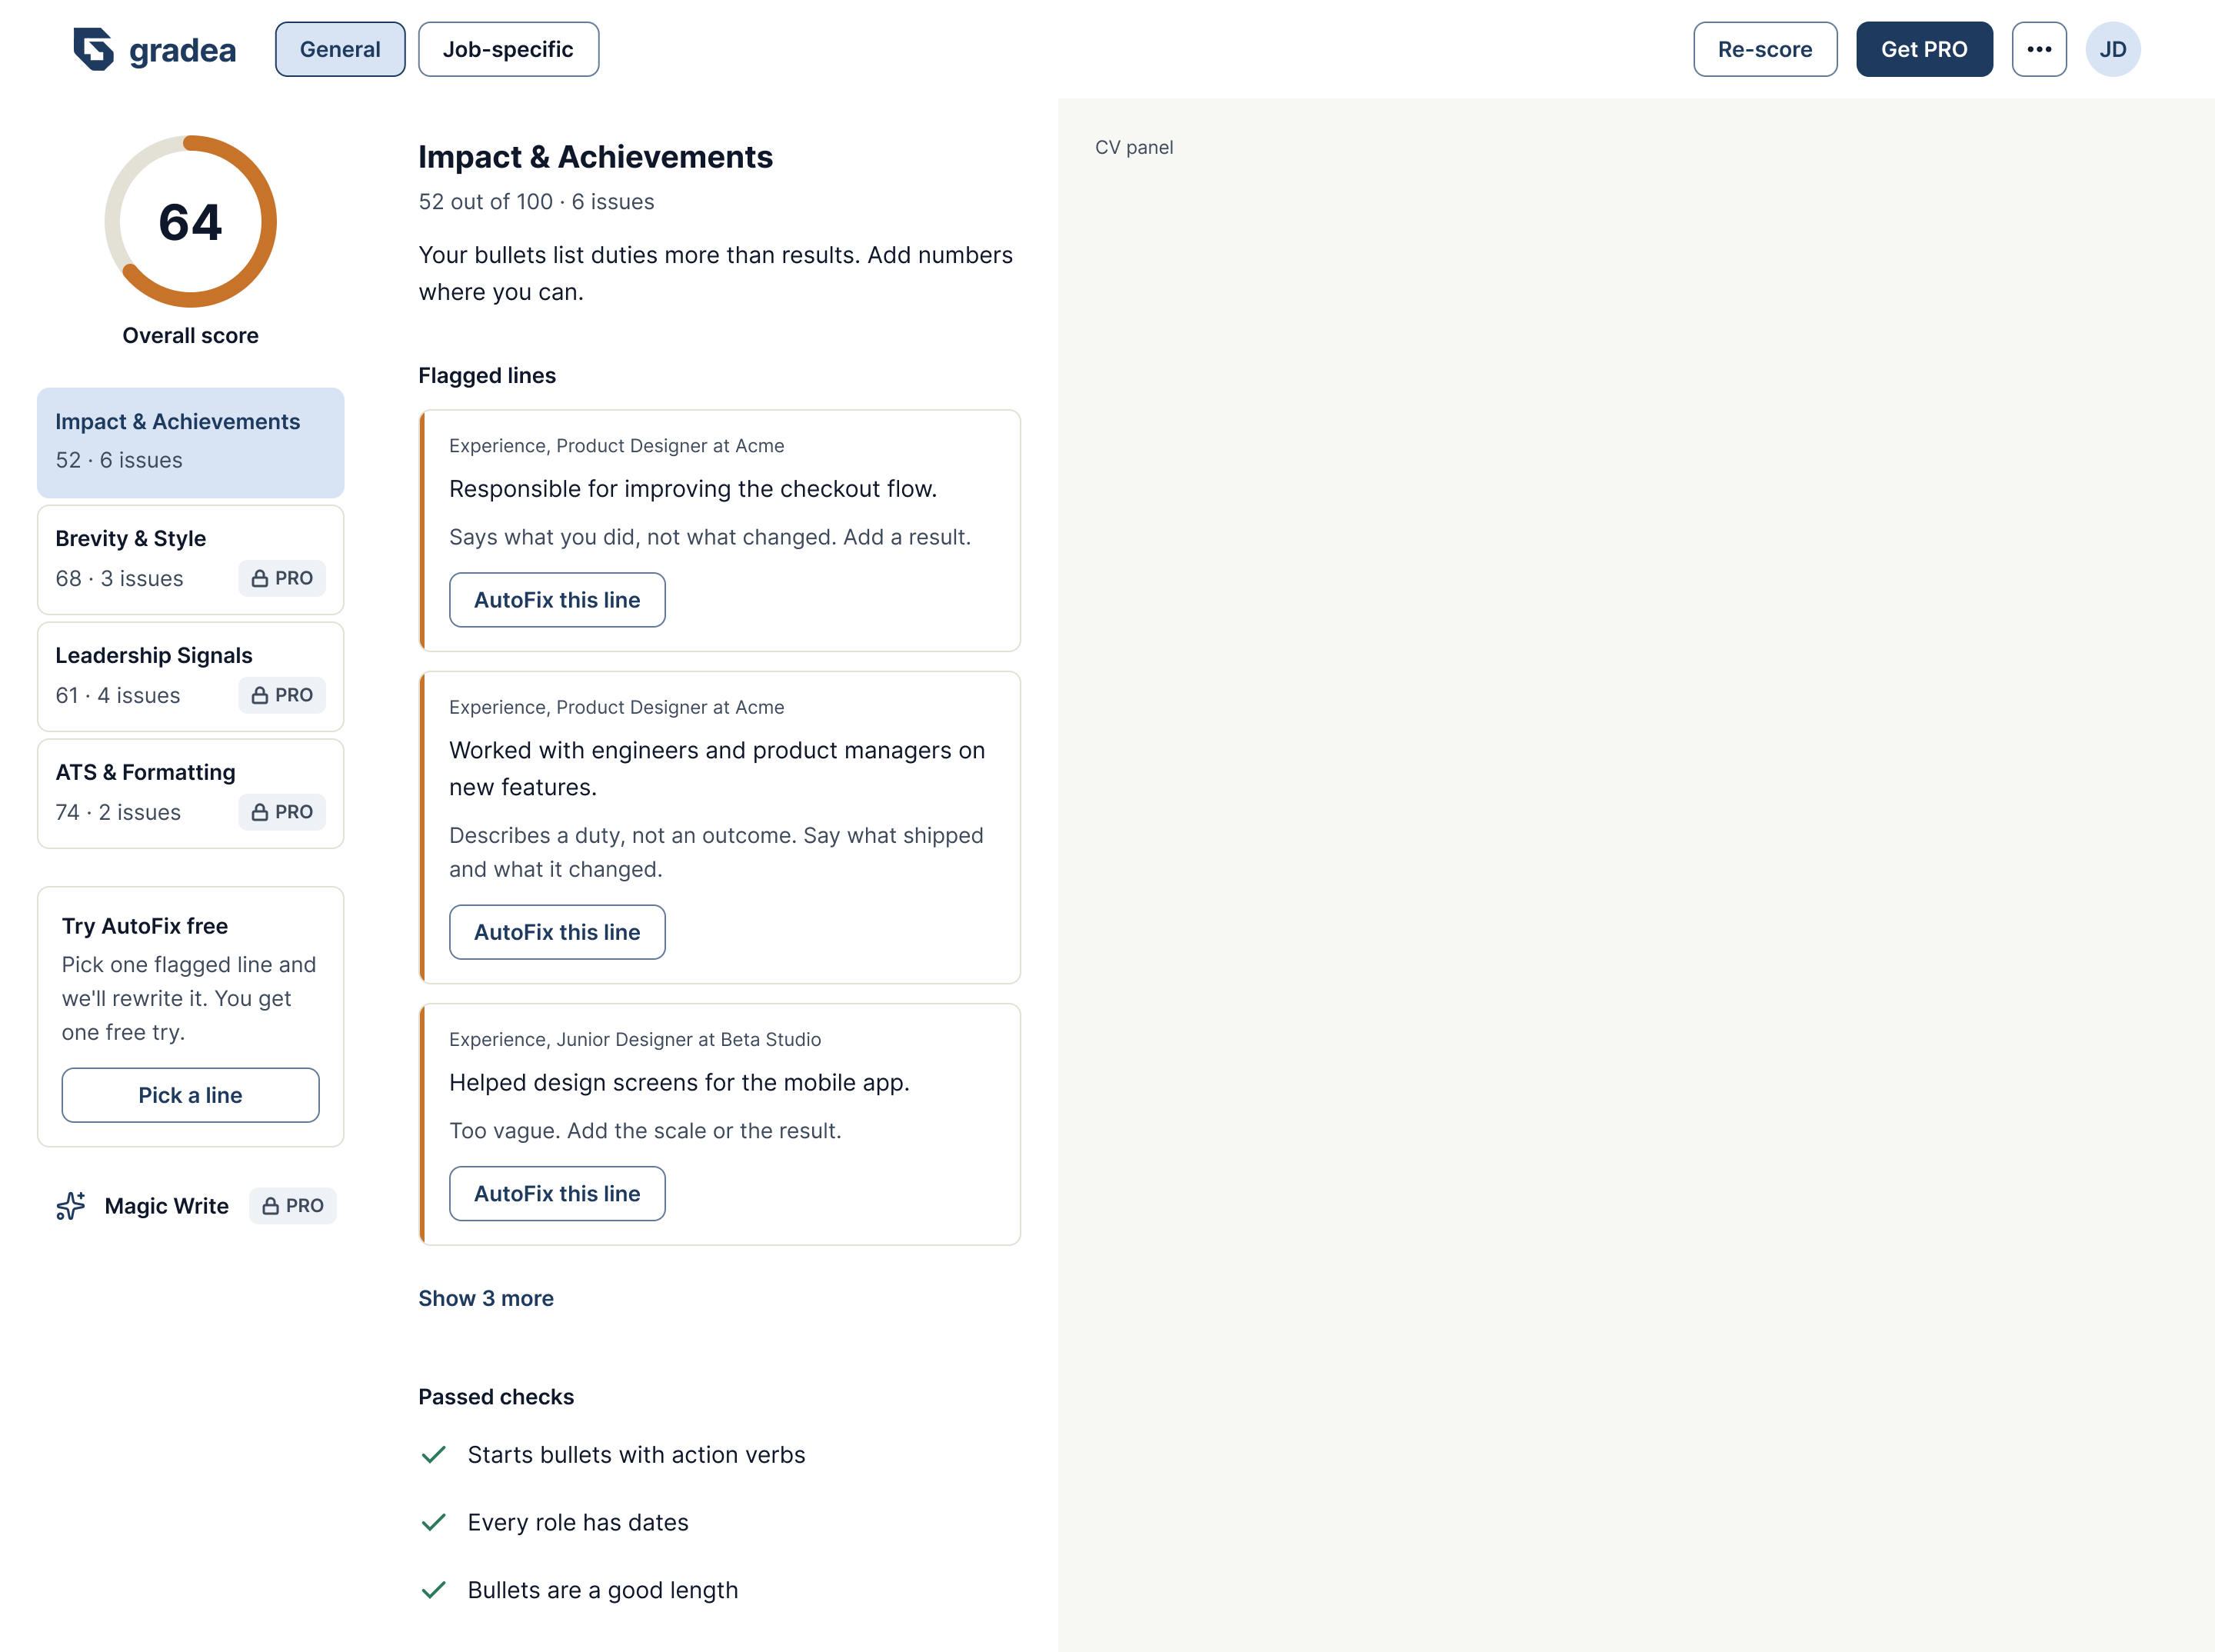 gradea
General
Job-specific
Re-score
Get PRO
JD
64
Overall score
Impact & Achievements
52 · 6 issues
Brevity & Style
68 · 3 issues
PRO
Leadership Signals
61 · 4 issues
PRO
ATS & Formatting
74 · 2 issues
PRO
Try AutoFix free
Pick one flagged line and
we'll rewrite it. You get
one free try.
Pick a line
Magic Write
PRO
Impact & Achievements
52 out of 100 · 6 issues
Your bullets list duties more than results. Add numbers
where you can.
Flagged lines
Experience, Product Designer at Acme
Responsible for improving the checkout flow.
Says what you did, not what changed. Add a result.
AutoFix this line
Experience, Product Designer at Acme
Worked with engineers and product managers on
new features.
Describes a duty, not an outcome. Say what shipped
and what it changed.
AutoFix this line
Experience, Junior Designer at Beta Studio
Helped design screens for the mobile app.
Too vague. Add the scale or the result.
AutoFix this line
Show 3 more
Passed checks
Starts bullets with action verbs
Every role has dates
Bullets are a good length
CV panel